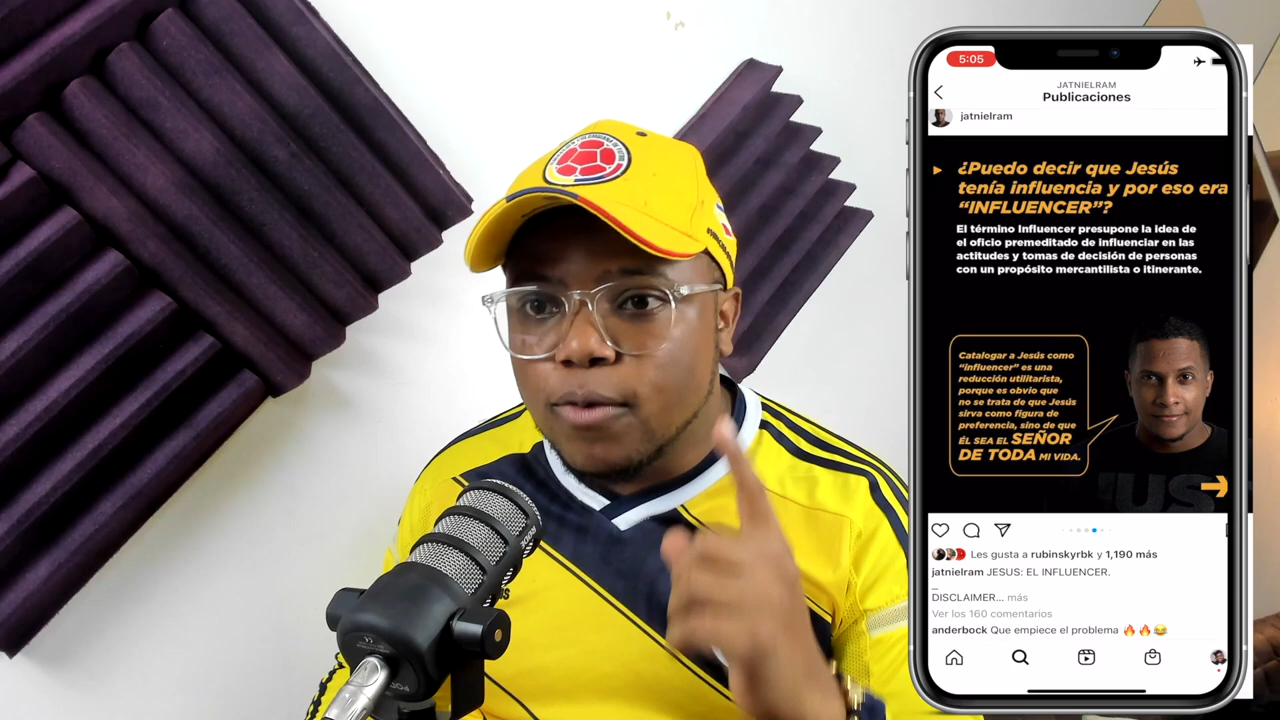 5:05
JATNIELRAM
Publicaciones
jatnielram
¿Puedo decir que Jesús
tenía influencia y por eso era
“INFLUENCER”?
El término influencer presupone la idea de
el oficio premeditado de influenciar en las
actitudes y tomas de decisión de personas
con un propósito mercantilista o itinerante.
Catalogar a Jesús como
“influencer” es una
reducción utilitarista,
porque es obvio que
no se trata de que Jesús
sirva como figura de
preferencia, sino de que
ÉL SEA EL SEÑOR
DE TODA MI VIDA.
Les gusta a rubinskyrbk y 1,190 más
jatnielram JESUS: EL INFLUENCER.
_
DISCLAIMER... más
Ver los 160 comentarios
anderbock Que empiece el problema 🔥🔥😂
RØDE